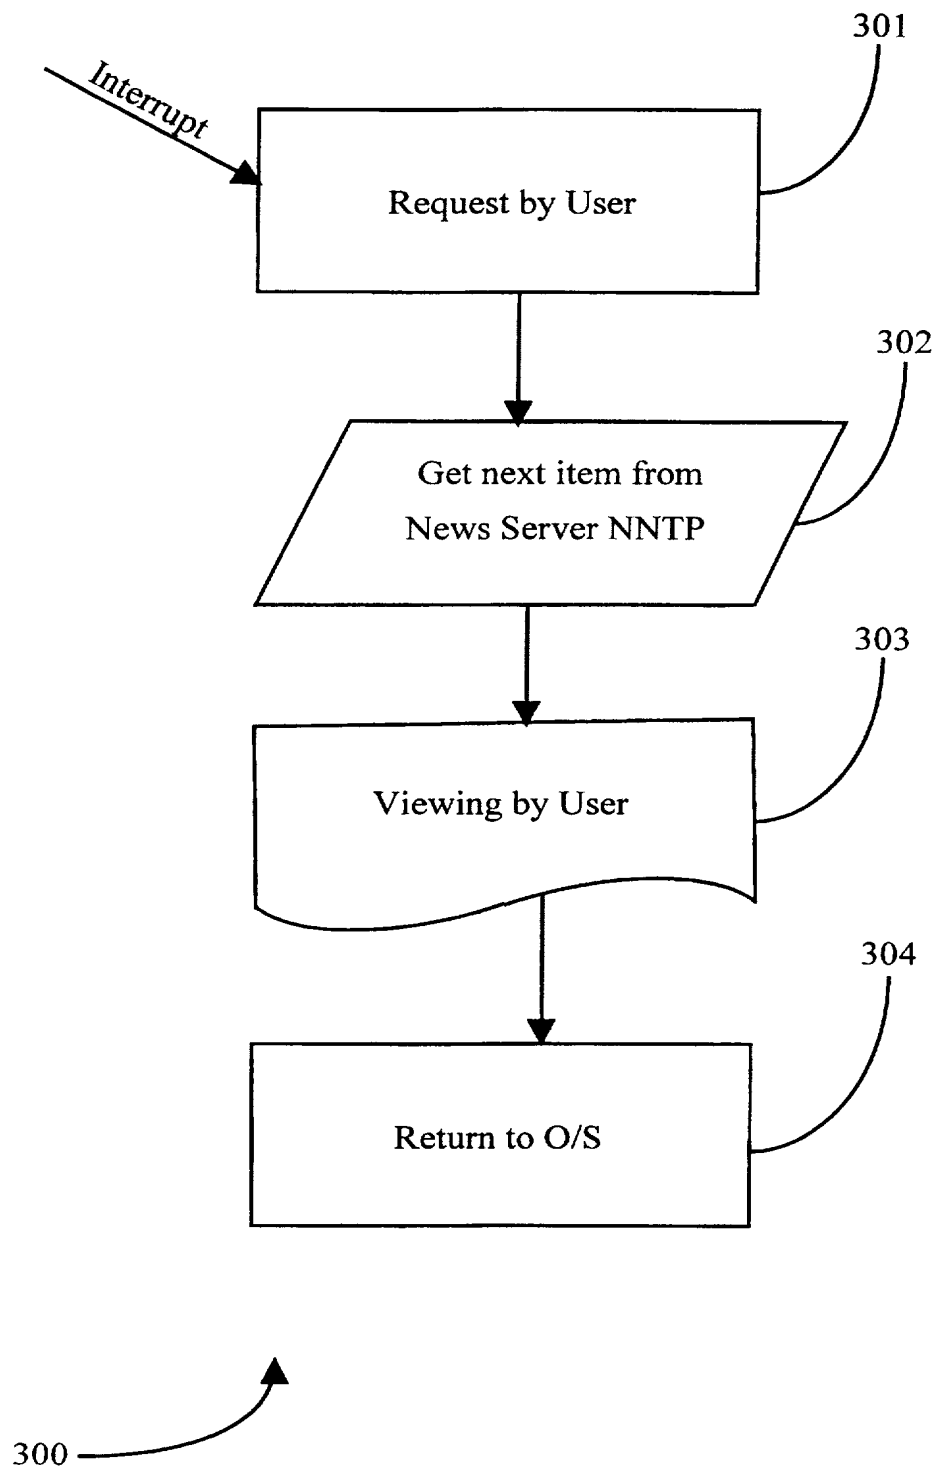 301
Interrupt
Request by User
302
Get next item from
News Server NNTP
303
Viewing by User
304
Return to O/S
300